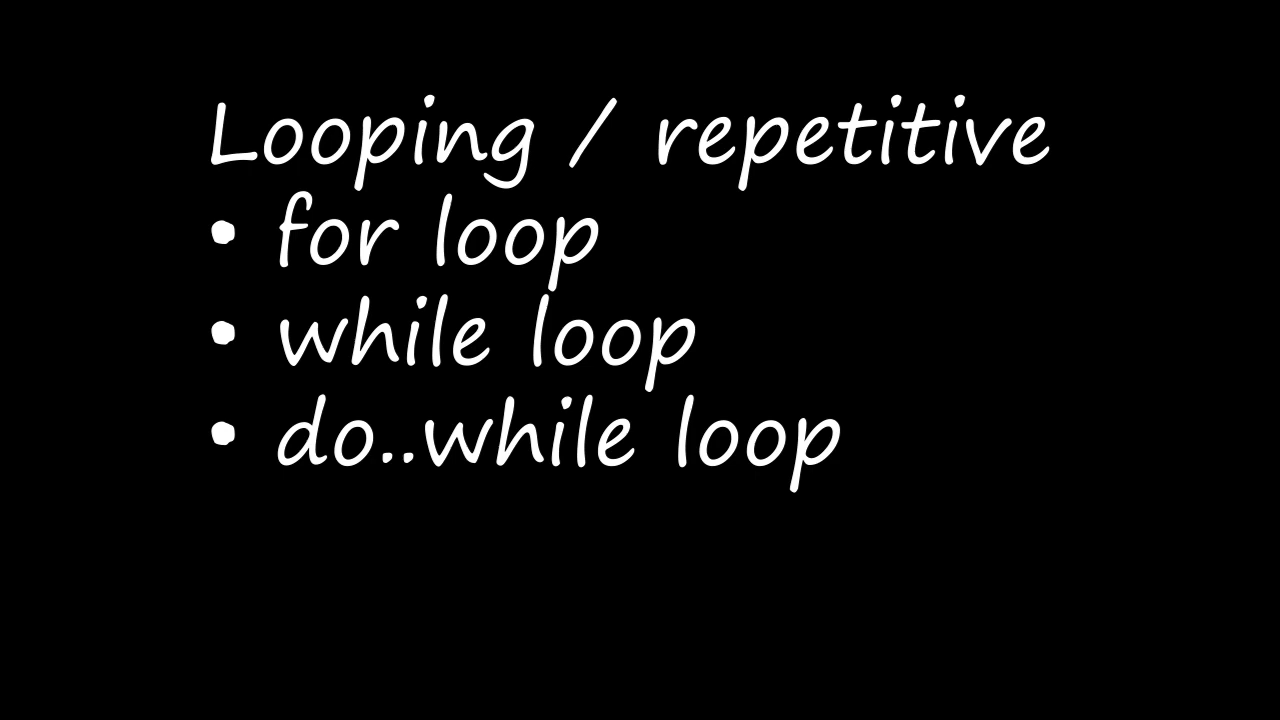 Looping / repetitive
• for loop
• while loop
• do..while loop